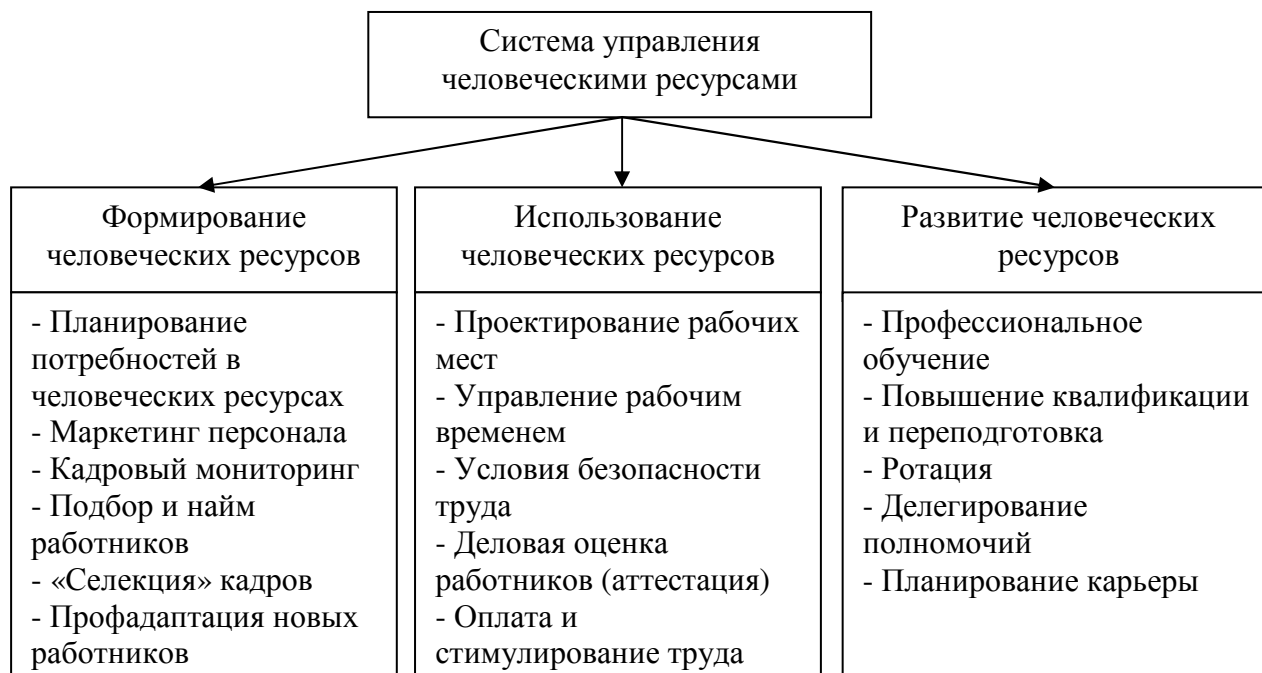 Система управления
человеческими ресурсами
Формирование
человеческих ресурсов
- Планирование
потребностей в
человеческих ресурсах
- Маркетинг персонала
- Кадровый мониторинг
- Подбор и найм
работников
- «Селекция» кадров
- Профадаптация новых
работников
Использование
человеческих ресурсов
- Проектирование рабочих
мест
- Управление рабочим
временем
- Условия безопасности
труда
- Деловая оценка
работников (аттестация)
- Оплата и
стимулирование труда
Развитие человеческих
ресурсов
- Профессиональное
обучение
- Повышение квалификации
и переподготовка
- Ротация
- Делегирование
полномочий
- Планирование карьеры